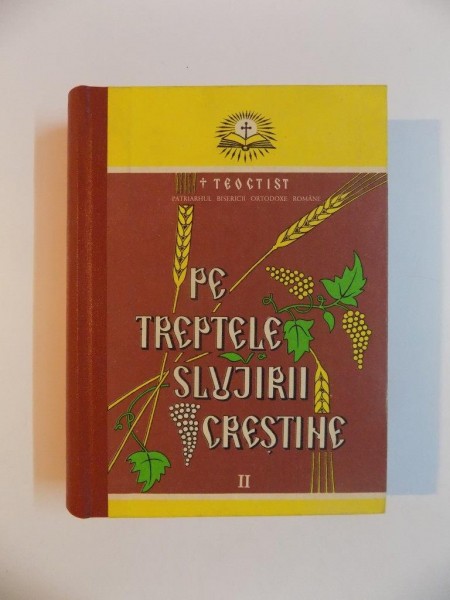 † TEOCTIST
PATRIARHUL BISERICII ORTODOXE ROMÂNE
PE
TREPTELE
SLUJIRII
CREȘTINE
II